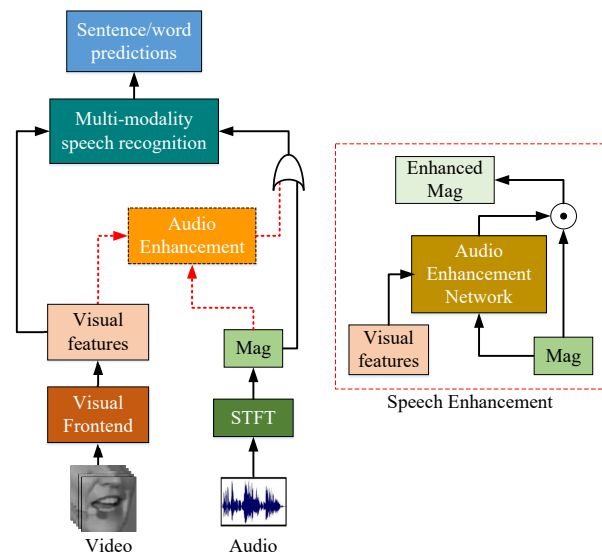 Sentence/word
predictions
Multi-modality
speech recognition
Audio
Enhancement
Visual
features
Mag
Visual
Frontend
STFT
Video
Audio
Enhanced
Mag
Audio
Enhancement
Network
Visual
features
Mag
Speech Enhancement